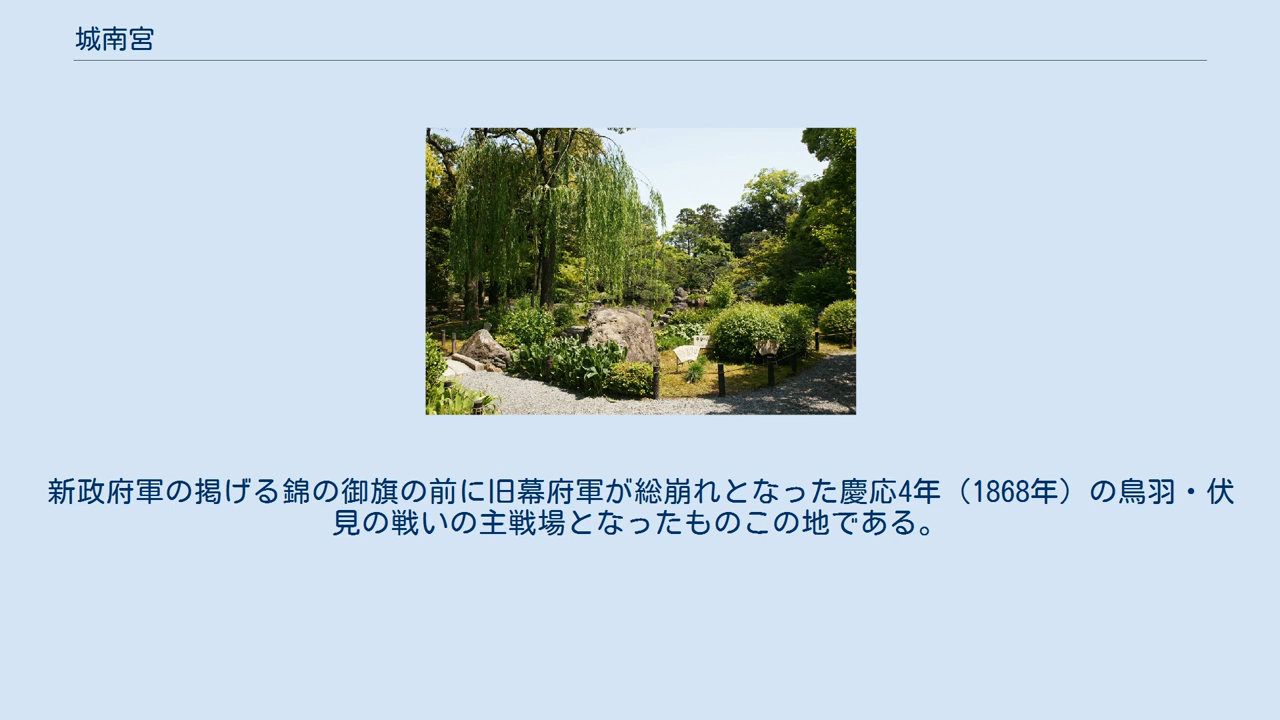 城南宮
新政府軍の掲げる錦の御旗の前に旧幕府軍が総崩れとなった慶応4年（1868年）の鳥羽・伏
見の戦いの主戦場となったものこの地である。